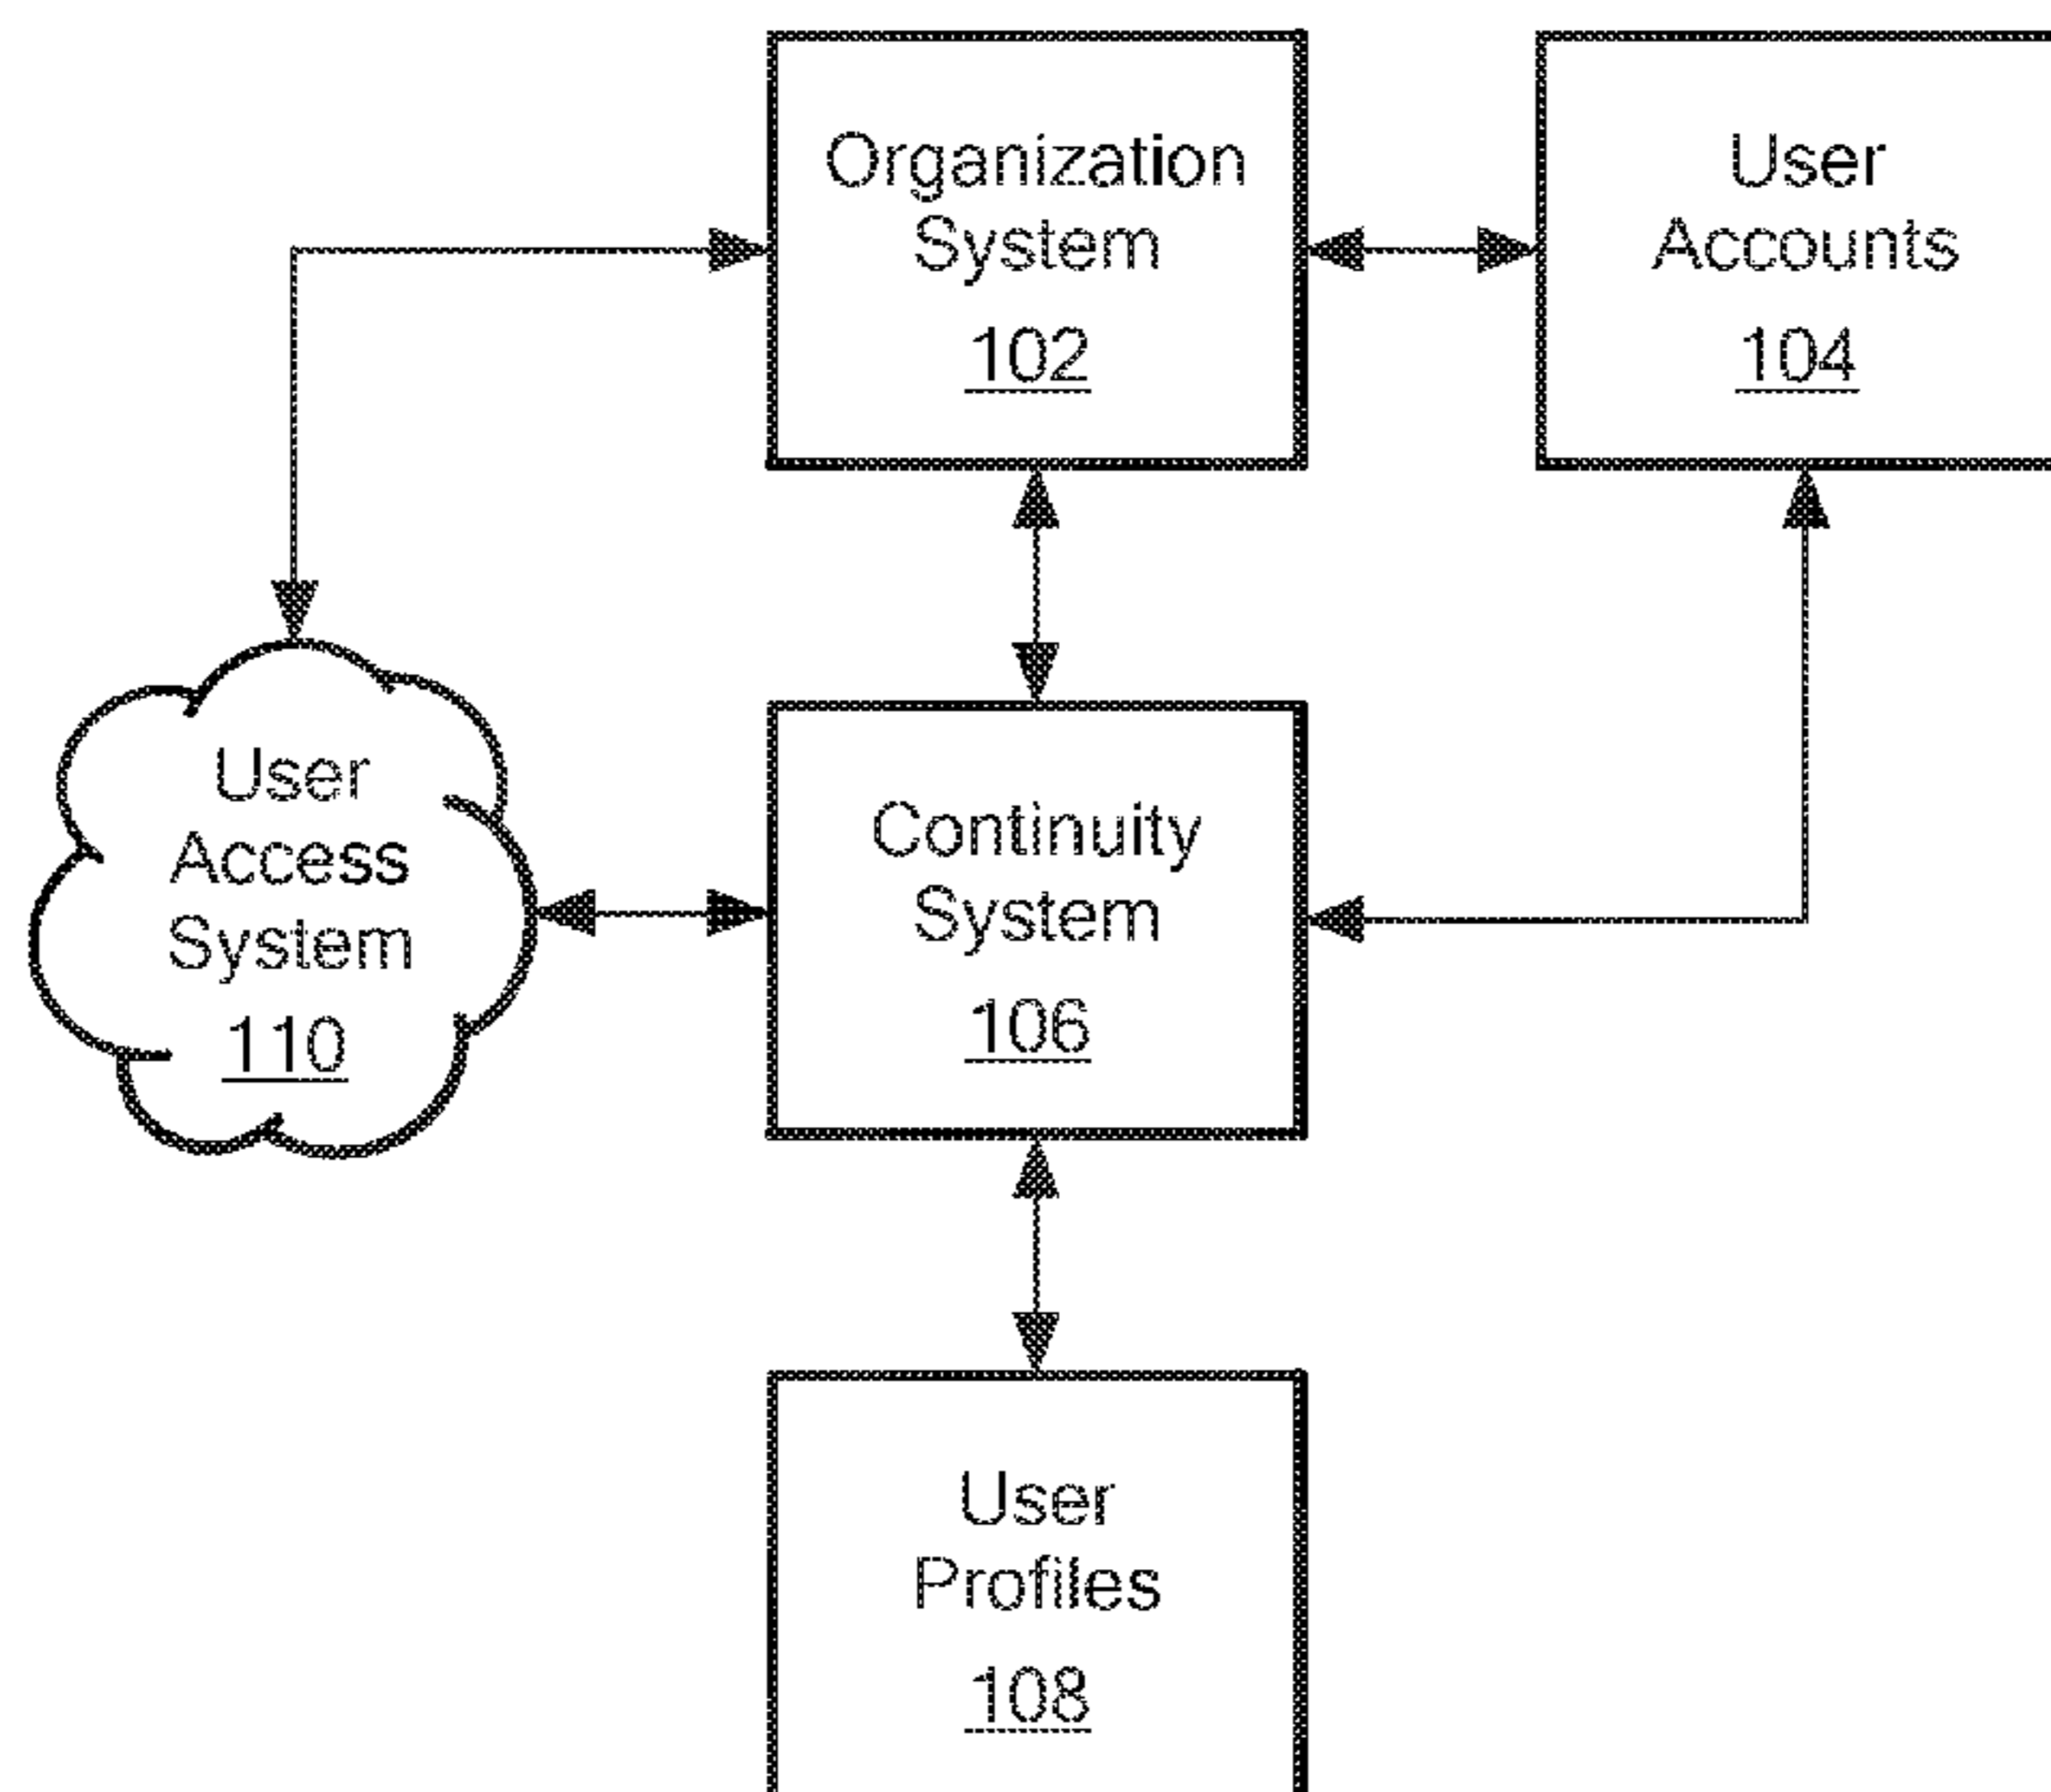 Organization
System
102
User
Accounts
104
User
Access
System
110
Continuity
System
106
User
Profiles
108